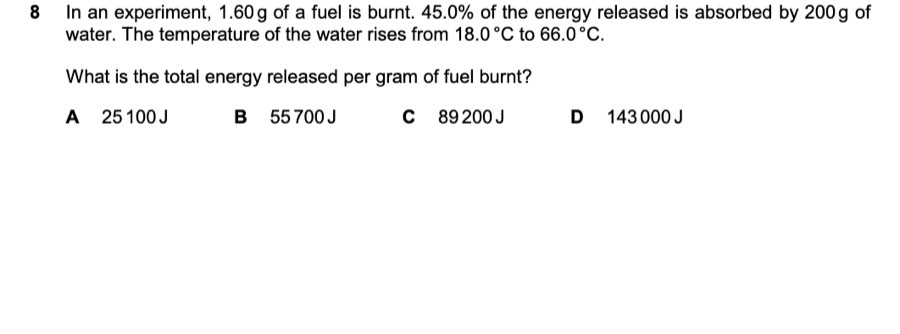 8 In an experiment, 1.60 g of a fuel is burnt. 45.0% of the energy released is absorbed by 200 g of
water. The temperature of the water rises from 18.0 °C to 66.0 °C.
What is the total energy released per gram of fuel burnt?
A 25 100 J B 55 700 J C 89 200 J D 143 000 J